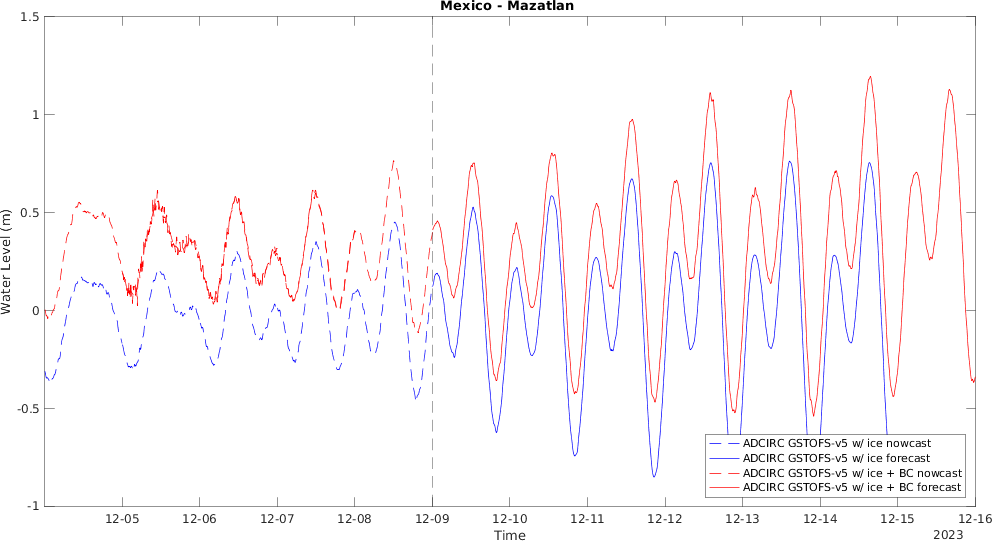 Mexico - Mazatlan
1.5
1
0.5
0
-0.5
-1
Water Level (m)
ADCIRC GSTOFS-v5 w/ ice nowcast
ADCIRC GSTOFS-v5 w/ ice forecast
ADCIRC GSTOFS-v5 w/ ice + BC nowcast
ADCIRC GSTOFS-v5 w/ ice + BC forecast
12-05 12-06 12-07 12-08 12-09 12-10 12-11 12-12 12-13 12-14 12-15 12-16
Time
2023